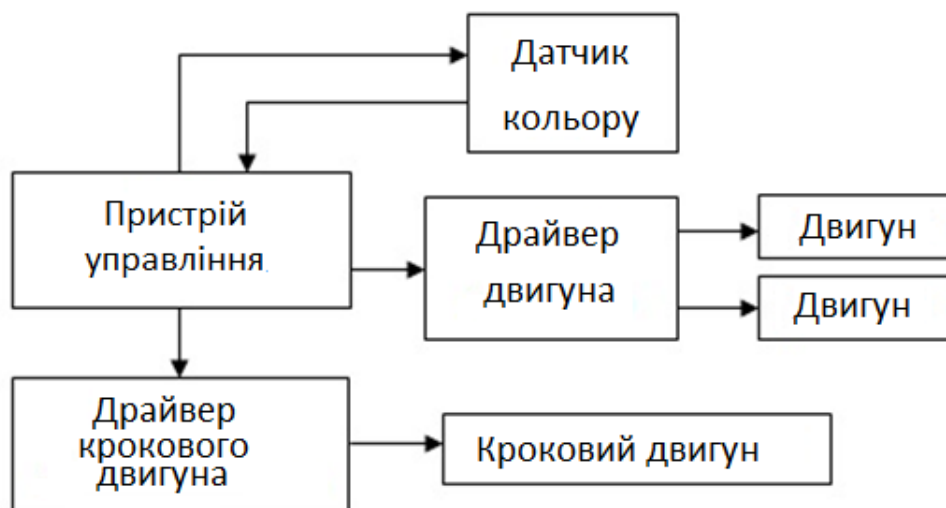 Датчик
кольору
Пристрій
управління
Драйвер
двигуна
Двигун
Двигун
Драйвер
крокового
двигуна
Кроковий двигун